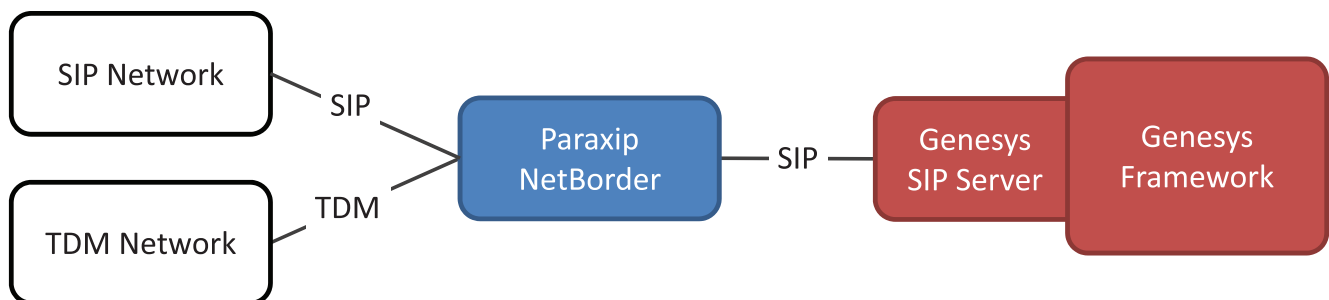 SIP Network
SIP
TDM
TDM Network
Paraxip
NetBorder
SIP
Genesys
SIP Server
Genesys
Framework